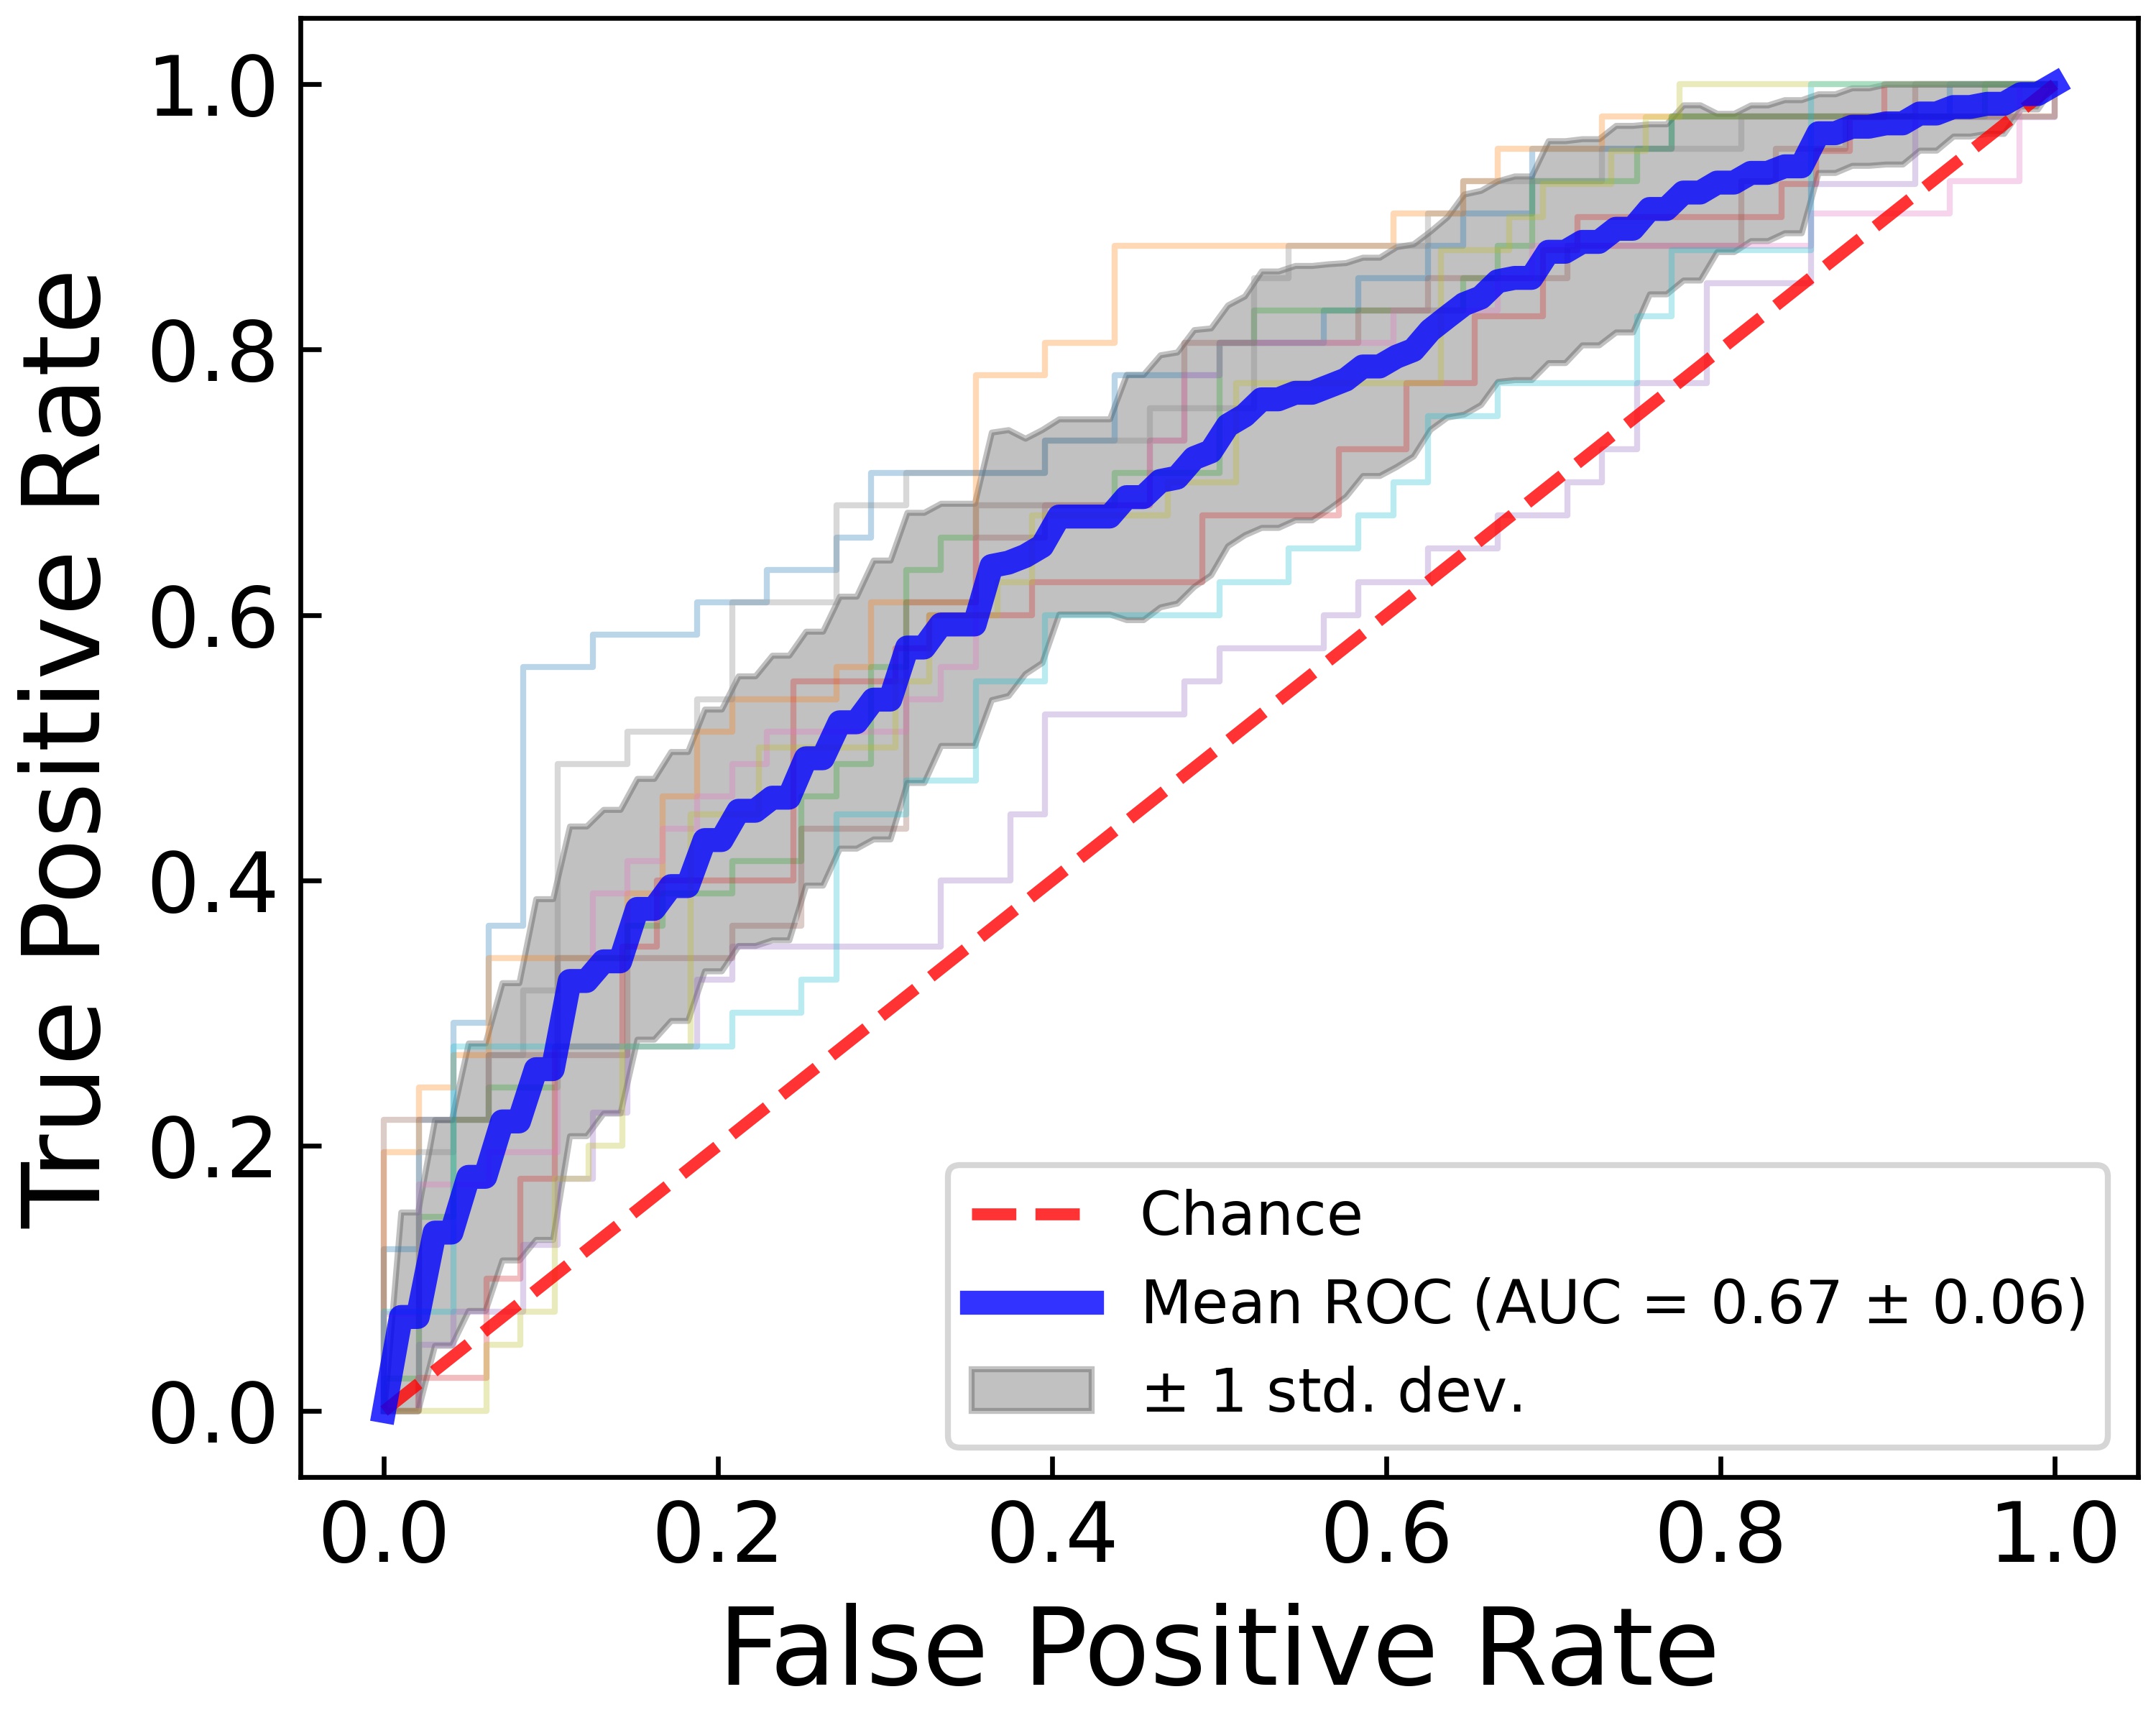 True Positive Rate
1.0
0.8
0.6
0.4
0.2
0.0
Chance
Mean ROC (AUC = 0.67 ± 0.06)
± 1 std. dev.
0.0 0.2 0.4 0.6 0.8 1.0
False Positive Rate